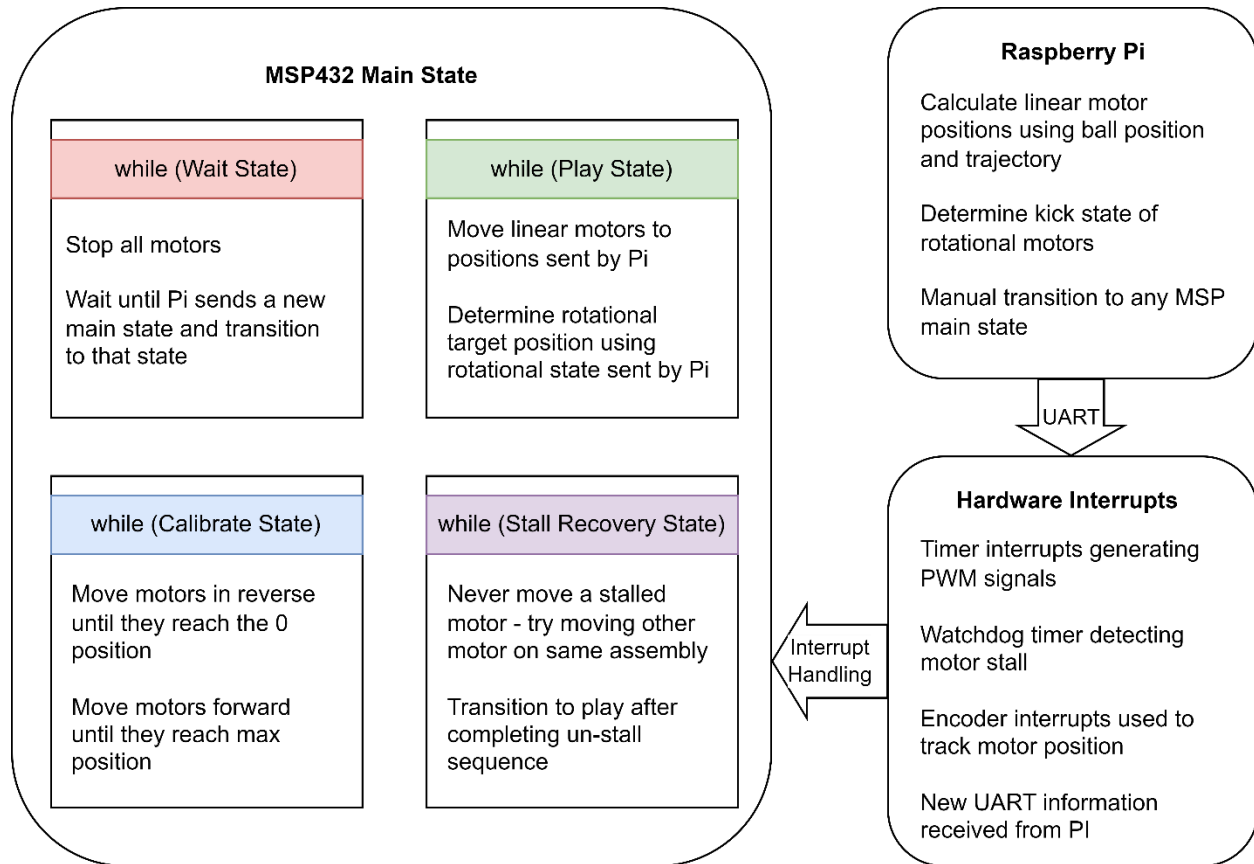 MSP432 Main State
while (Wait State)
Stop all motors
Wait until Pi sends a new
main state and transition
to that state
while (Play State)
Move linear motors to
positions sent by Pi
Determine rotational
target position using
rotational state sent by Pi
while (Calibrate State)
Move motors in reverse
until they reach the 0
position
Move motors forward
until they reach max
position
while (Stall Recovery State)
Never move a stalled
motor - try moving other
motor on same assembly
Transition to play after
completing un-stall
sequence
Raspberry Pi
Calculate linear motor
positions using ball position
and trajectory
Determine kick state of
rotational motors
Manual transition to any MSP
main state
UART
Hardware Interrupts
Timer interrupts generating
PWM signals
Watchdog timer detecting
motor stall
Encoder interrupts used to
track motor position
New UART information
received from PI
Interrupt
Handling